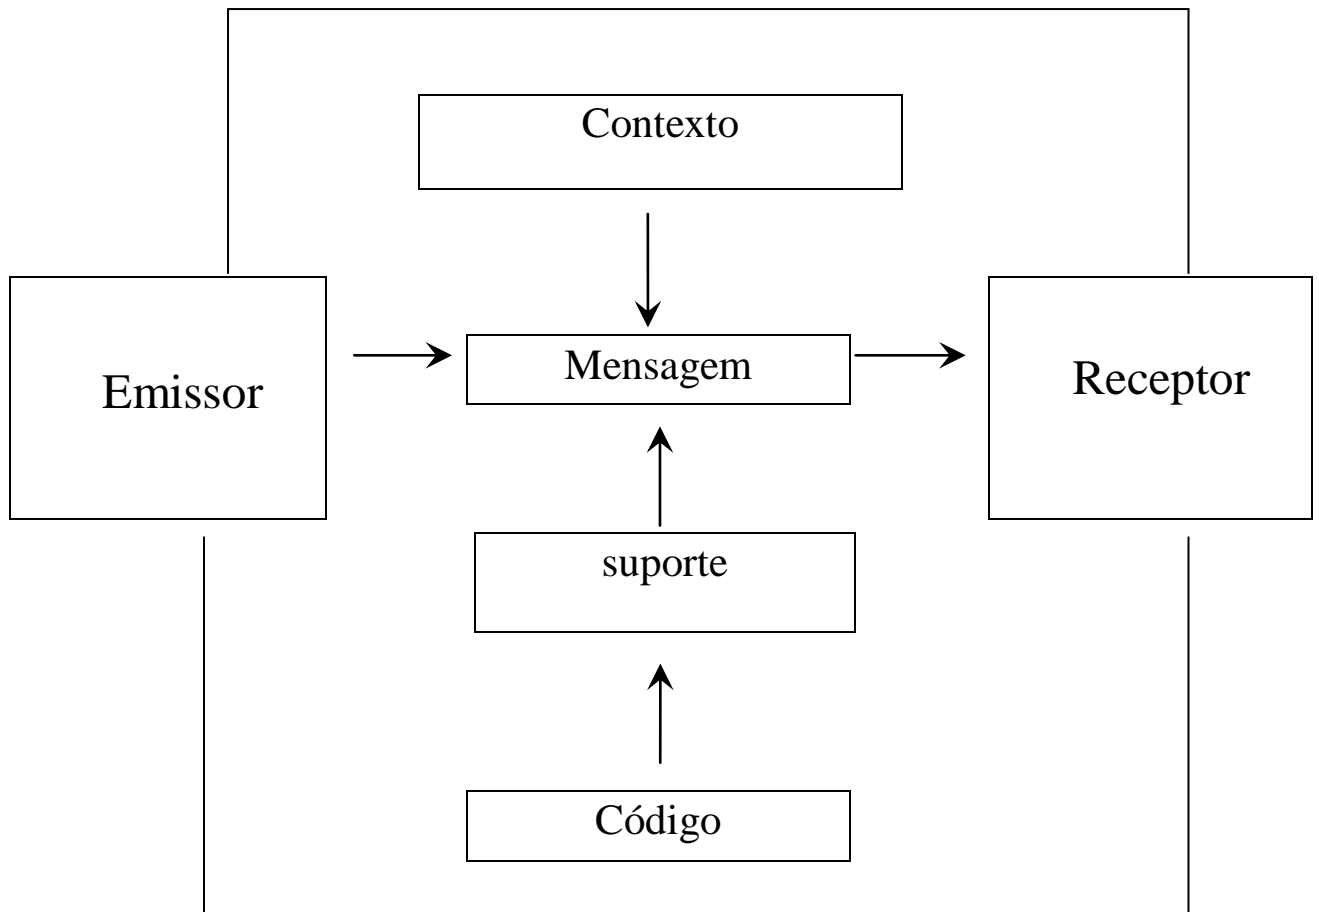 Contexto
Emissor
Mensagem
Receptor
suporte
Código